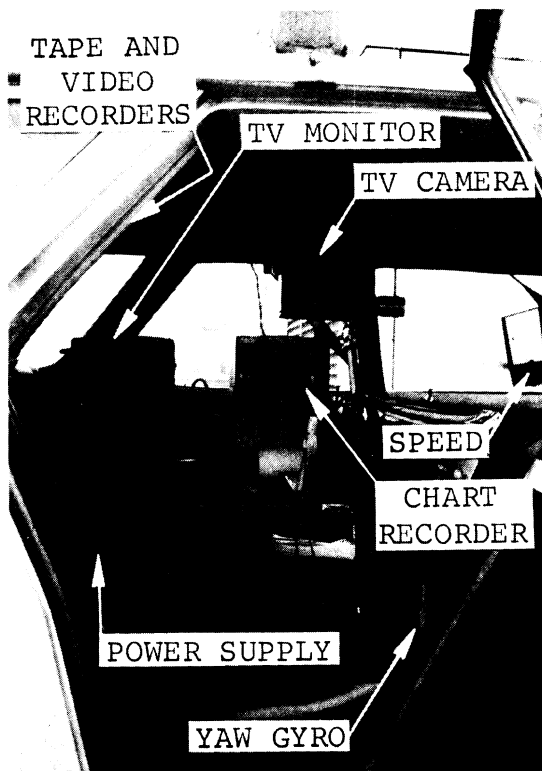 TAPE AND
VIDEO
RECORDERS
TV MONITOR
TV CAMERA
SPEED
CHART
RECORDER
POWER SUPPLY
YAW GYRO